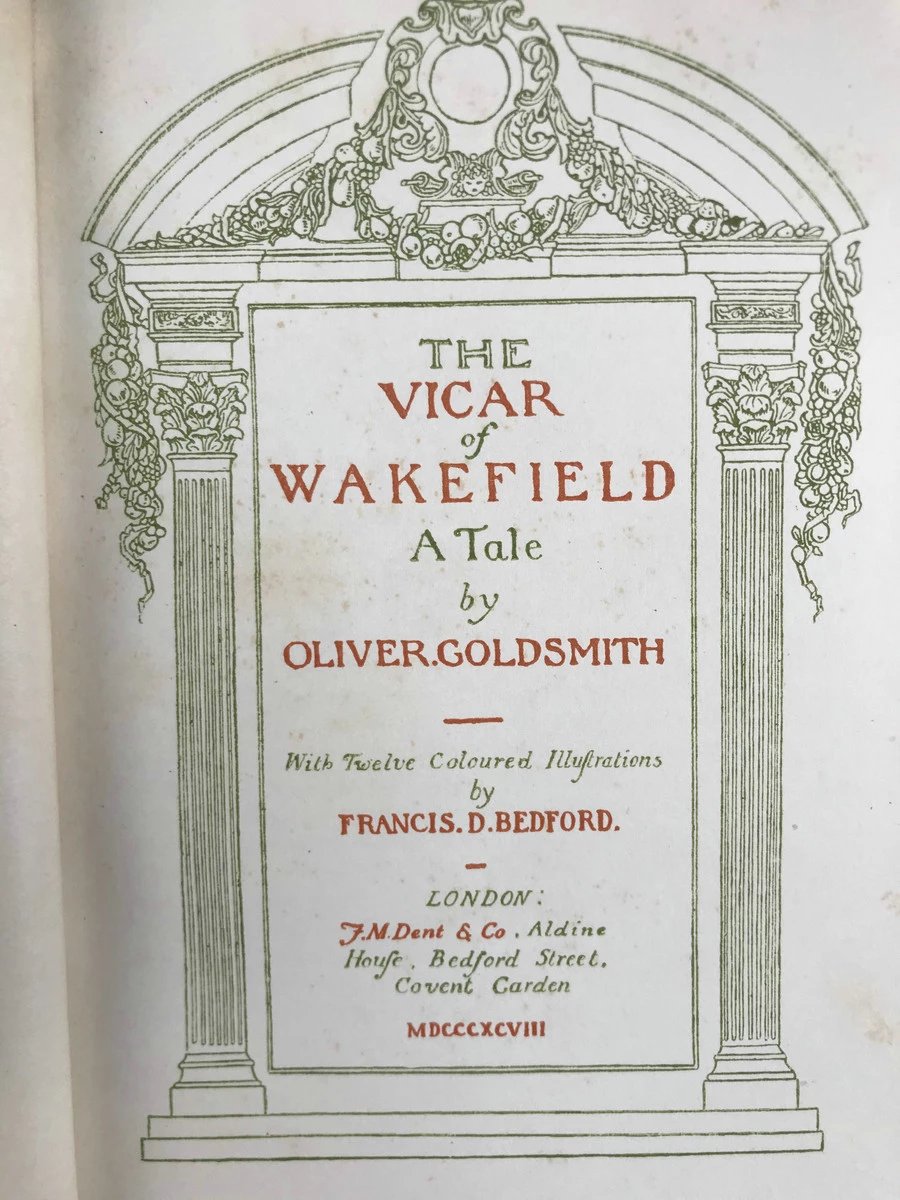 THE
VICAR
of
WAKEFIELD
A Tale
by
OLIVER.GOLDSMITH
With Twelve Coloured Illuſtrations
by
FRANCIS. D. BEDFORD.
LONDON:
J.M.Dent & Co. Aldine
Houſe. Bedford Street.
Covent Garden
MDCCCXCVIII